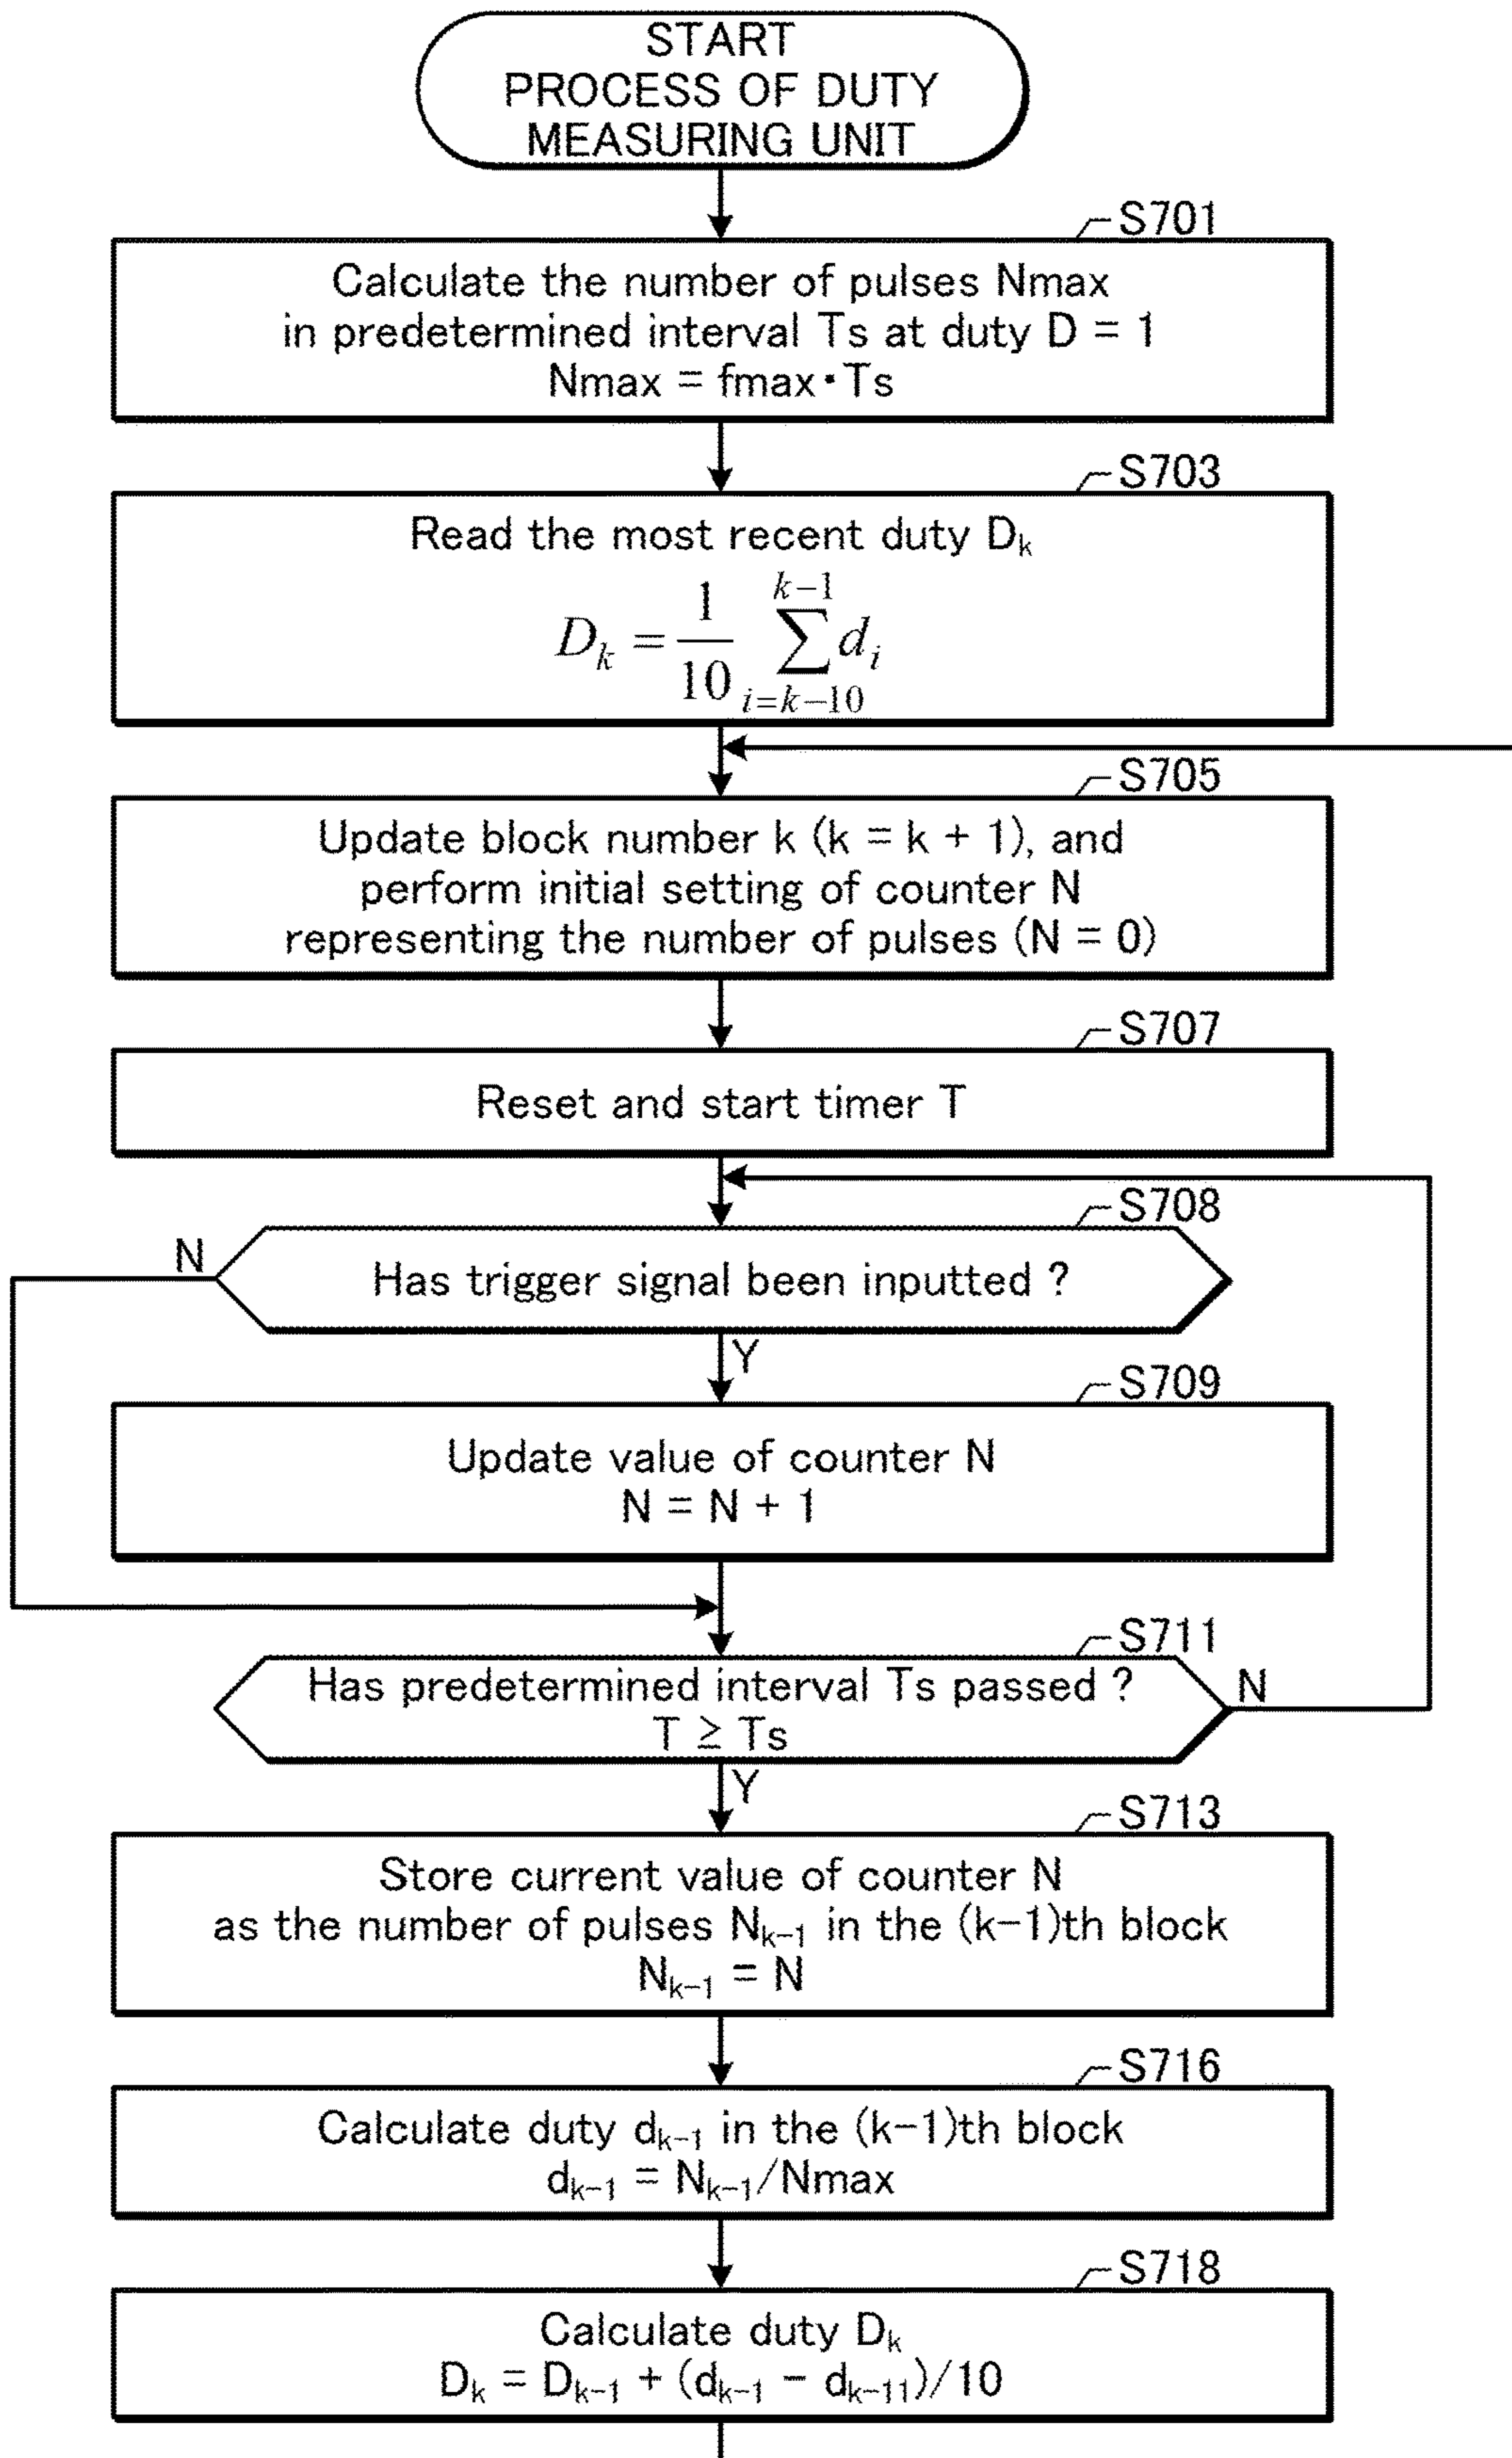 START
PROCESS OF DUTY
MEASURING UNIT
S701
Calculate the number of pulses Nmax
in predetermined interval Ts at duty D = 1
Nmax = fmax・Ts
S703
Read the most recent duty Dₖ
D_k = \frac{1}{10} \sum_{i=k-10}^{k-1} d_i
S705
Update block number k (k = k + 1), and
perform initial setting of counter N
representing the number of pulses (N = 0)
S707
Reset and start timer T
S708
N
Has trigger signal been inputted ?
Y
S709
Update value of counter N
N = N + 1
S711
Has predetermined interval Ts passed ?
N
T ≥ Ts
Y
S713
Store current value of counter N
as the number of pulses Nₖ₋₁ in the (k−1)th block
Nₖ₋₁ = N
S716
Calculate duty dₖ₋₁ in the (k−1)th block
dₖ₋₁ = Nₖ₋₁/Nmax
S718
Calculate duty Dₖ
Dₖ = Dₖ₋₁ + (dₖ₋₁ − dₖ₋₁₁)/10